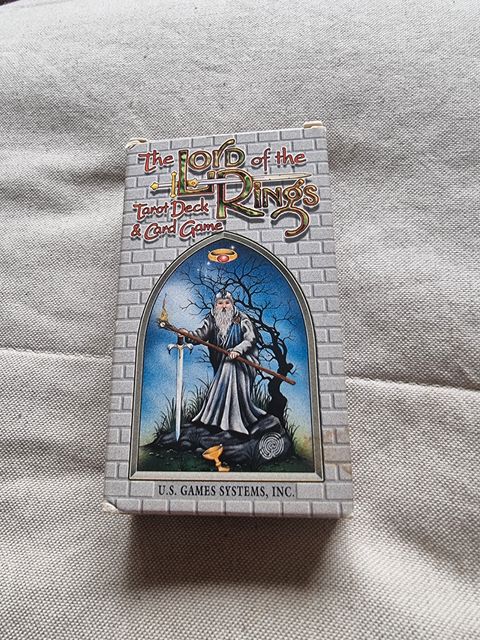 The Lord of the
Rings
Tarot Deck
& Card Game
U.S. GAMES SYSTEMS, INC.